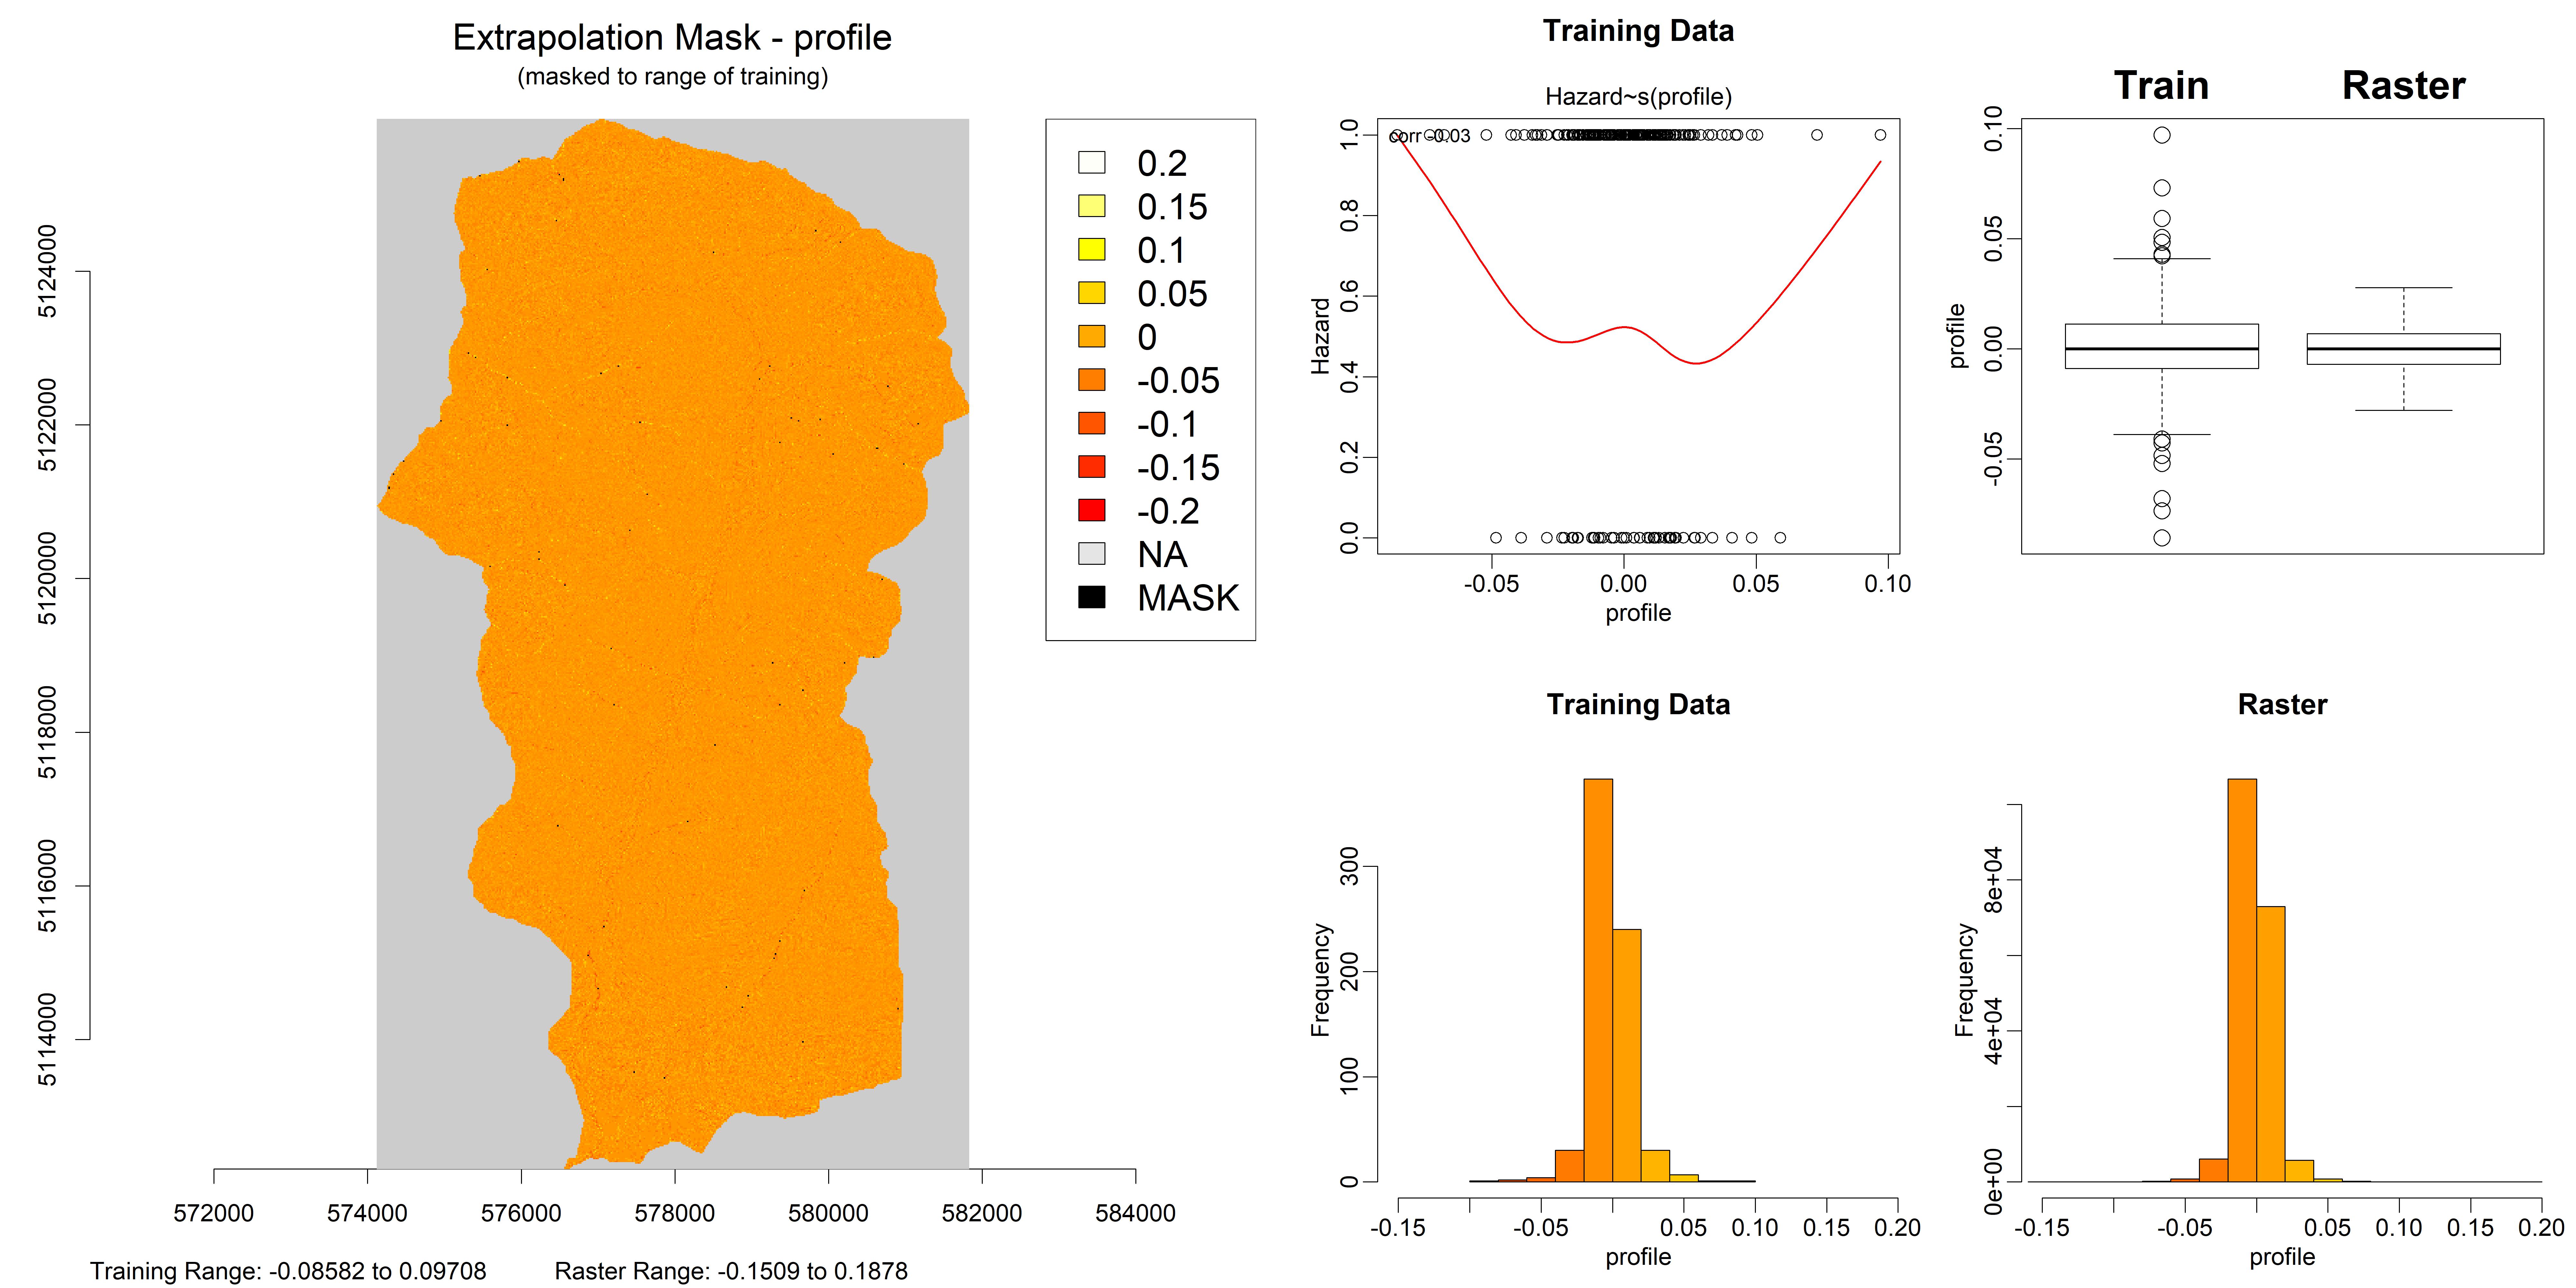 Extrapolation Mask - profile
(masked to range of training)
5124000
5122000
5120000
5118000
5116000
5114000
572000 574000 576000 578000 580000 582000 584000
Training Range: -0.08582 to 0.09708 Raster Range: -0.1509 to 0.1878
0.2
0.15
0.1
0.05
0
-0.05
-0.1
-0.15
-0.2
NA
MASK
Training Data
Hazard~s(profile)
corr -0.03
Hazard
1.0
0.8
0.6
0.4
0.2
0.0
-0.05 0.00 0.05 0.10
profile
Train Raster
profile
0.10
0.05
0.00
-0.05
Training Data
Frequency
300
200
100
0
-0.15 -0.05 0.05 0.10 0.15 0.20
profile
Raster
Frequency
8e+04
4e+04
0e+00
-0.15 -0.05 0.05 0.10 0.15 0.20
profile